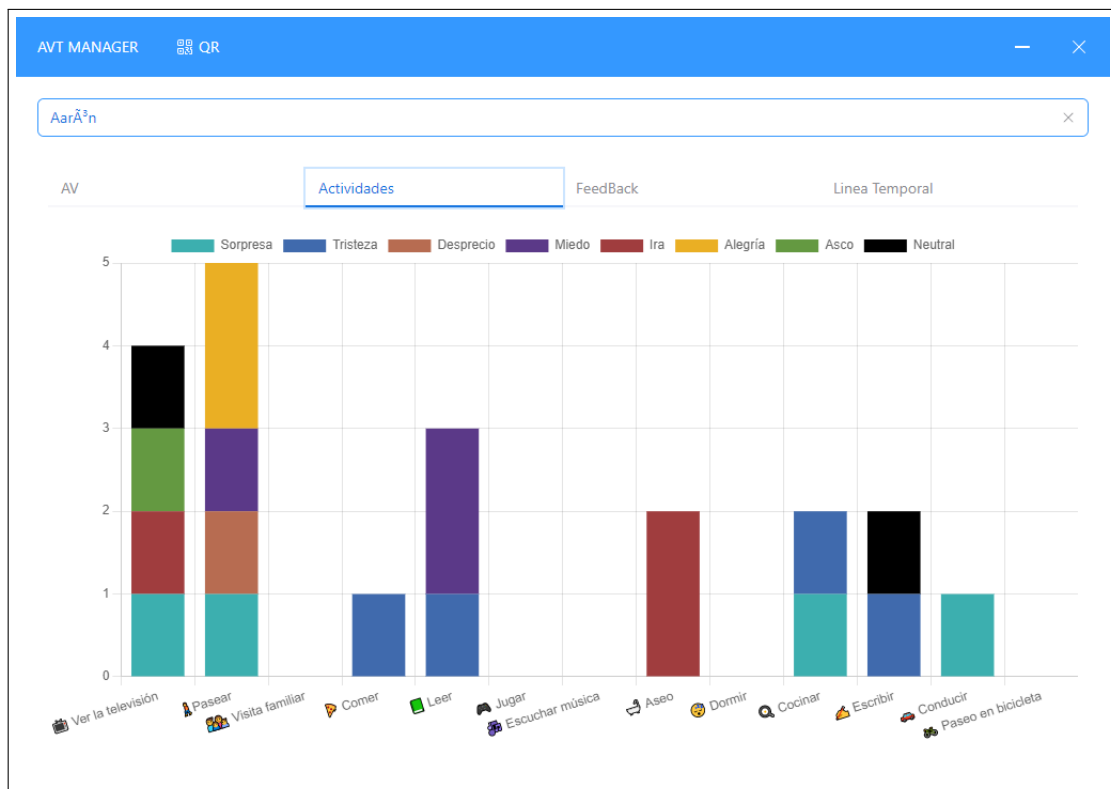 AVT MANAGER QR
AarÃ³n
AV Actividades FeedBack Linea Temporal
Sorpresa Tristeza Desprecio Miedo Ira Alegría Asco Neutral
5
4
3
2
1
0
Ver la televisión
Pasear
Visita familiar
Comer
Leer
Jugar
Escuchar música
Aseo
Dormir
Cocinar
Escribir
Conducir
Paseo en bicicleta